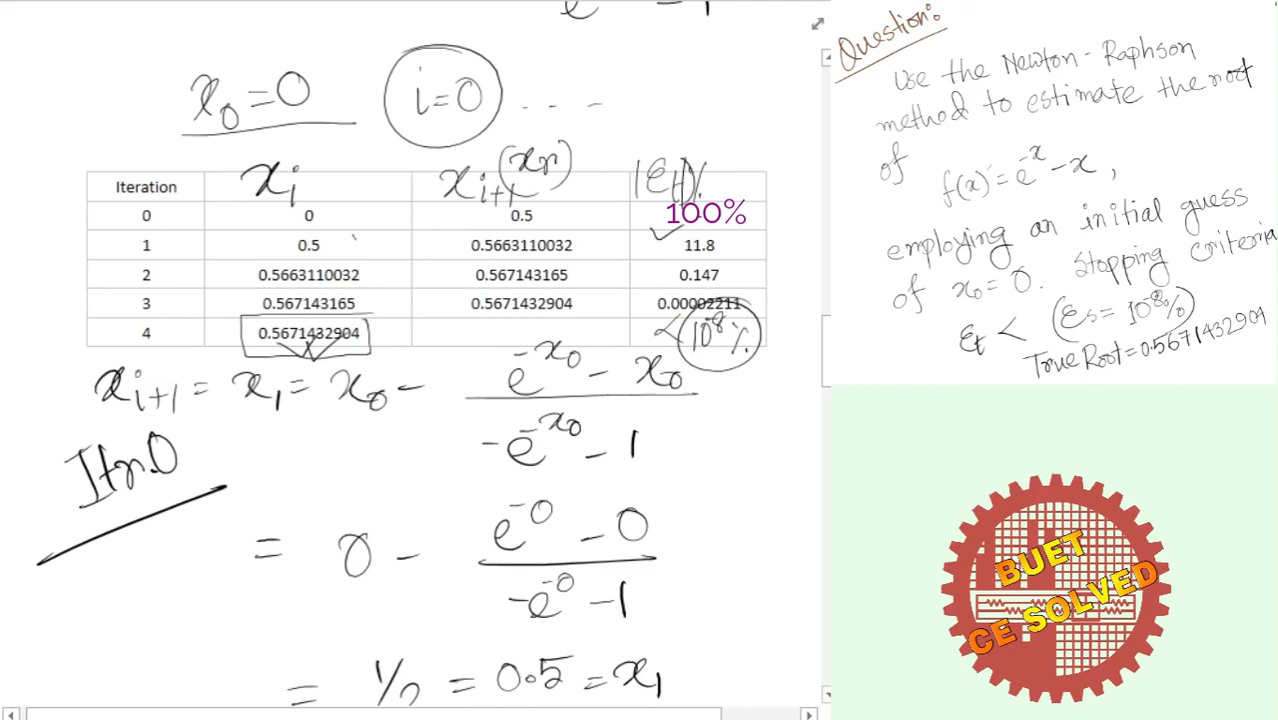 e -1
x₀ = 0 i=0 ...
Iteration xᵢ xᵢ₊₁(xr) |Et|%
0 0 0.5 100%
1 0.5 0.5663110032 11.8
2 0.5663110032 0.567143165 0.147
3 0.567143165 0.5671432904 0.00002211
4 0.5671432904 < 10⁻⁸%
xᵢ₊₁ = x₁ = x₀ - (e^-x₀ - x₀) / (-e^-x₀ - 1)
Itr.0
= 0 - (e^-0 - 0) / (-e^-0 - 1)
= 1/2 = 0.5 = x₁
Question:
Use the Newton-Raphson
method to estimate the root
of
f(x) = e^-x - x,
employing an initial guess
of x₀ = 0. Stopping criteria
Et < (Es = 10⁻⁸%)
True Root = 0.5671432904
BUET
CE SOLVED